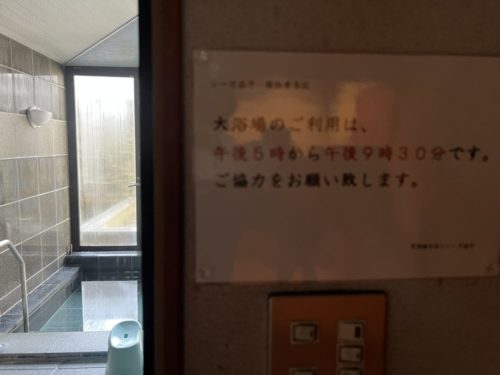 大浴場のご利用は、
午後５時から午後９時３０分です。
ご協力をお願い致します。